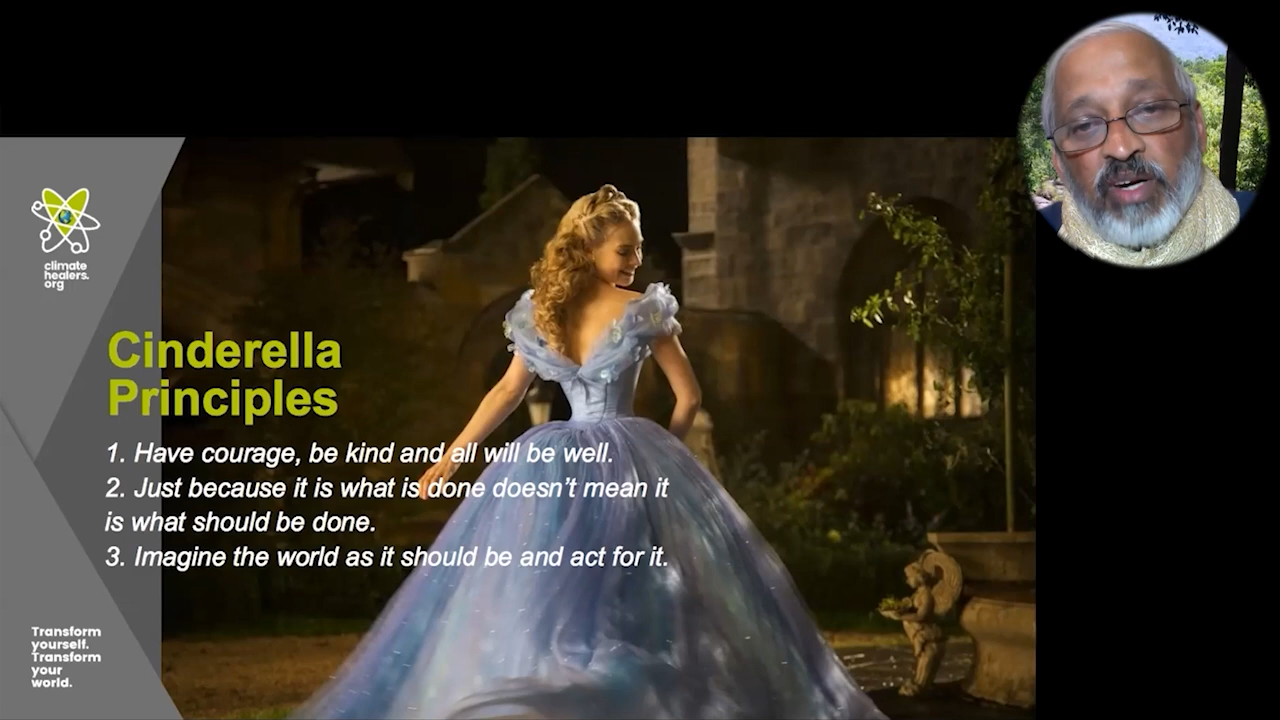 climate
healers.
org
Cinderella
Principles
1. Have courage, be kind and all will be well.
2. Just because it is what is done doesn’t mean it
is what should be done.
3. Imagine the world as it should be and act for it.
Transform
yourself.
Transform
your
world.